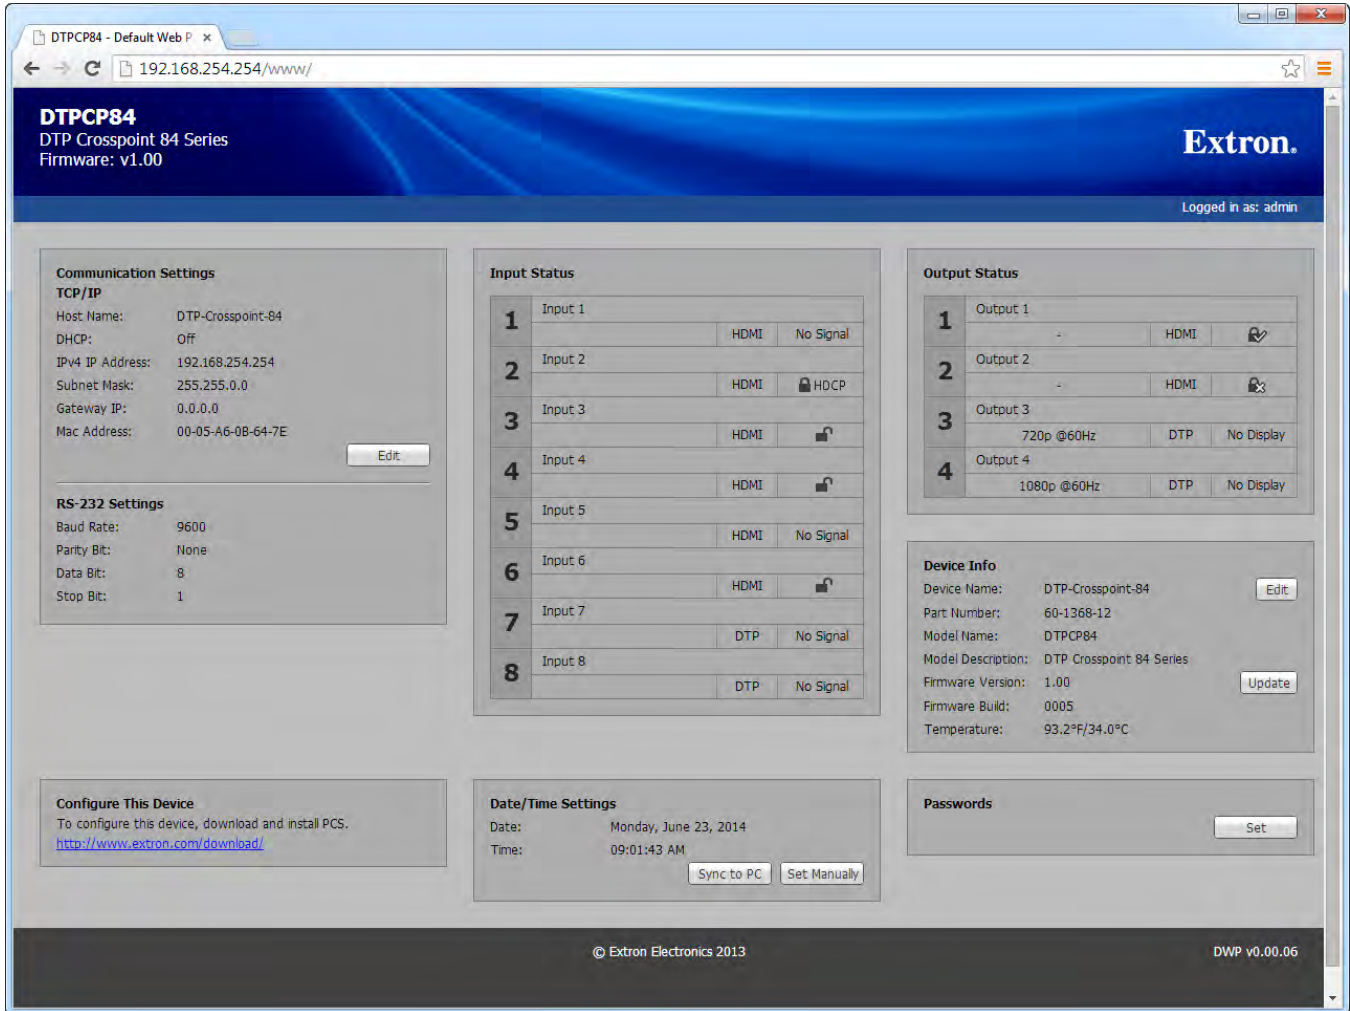 DTPCP84 - Default Web P
192.168.254.254/www/
DTPCP84
DTP Crosspoint 84 Series
Firmware: v1.00
Extron.
Logged in as: admin
Communication Settings
TCP/IP
Host Name: DTP-Crosspoint-84
DHCP: Off
IPv4 IP Address: 192.168.254.254
Subnet Mask: 255.255.0.0
Gateway IP: 0.0.0.0
Mac Address: 00-05-A6-0B-64-7E
Edit
RS-232 Settings
Baud Rate: 9600
Parity Bit: None
Data Bit: 8
Stop Bit: 1
Input Status
1 Input 1
HDMI No Signal
2 Input 2
HDMI HDCP
3 Input 3
HDMI
4 Input 4
HDMI
5 Input 5
HDMI No Signal
6 Input 6
HDMI
7 Input 7
DTP No Signal
8 Input 8
DTP No Signal
Output Status
1 Output 1
- HDMI
2 Output 2
- HDMI
3 Output 3
720p @60Hz DTP No Display
4 Output 4
1080p @60Hz DTP No Display
Device Info
Device Name: DTP-Crosspoint-84 Edit
Part Number: 60-1368-12
Model Name: DTPCP84
Model Description: DTP Crosspoint 84 Series
Firmware Version: 1.00 Update
Firmware Build: 0005
Temperature: 93.2°F/34.0°C
Configure This Device
To configure this device, download and install PCS.
http://www.extron.com/download/
Date/Time Settings
Date: Monday, June 23, 2014
Time: 09:01:43 AM
Sync to PC Set Manually
Passwords
Set
© Extron Electronics 2013
DWP v0.00.06